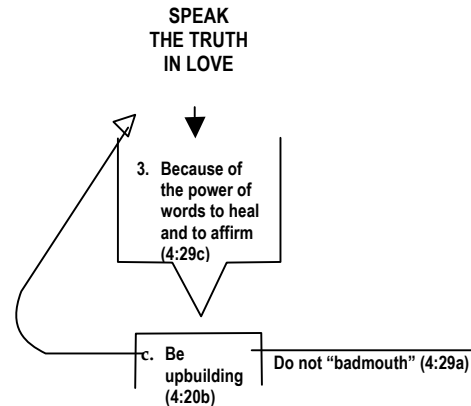 SPEAK
THE TRUTH
IN LOVE
3. Because of
the power of
words to heal
and to affirm
(4:29c)
c. Be
upbuilding
(4:20b)
Do not “badmouth” (4:29a)